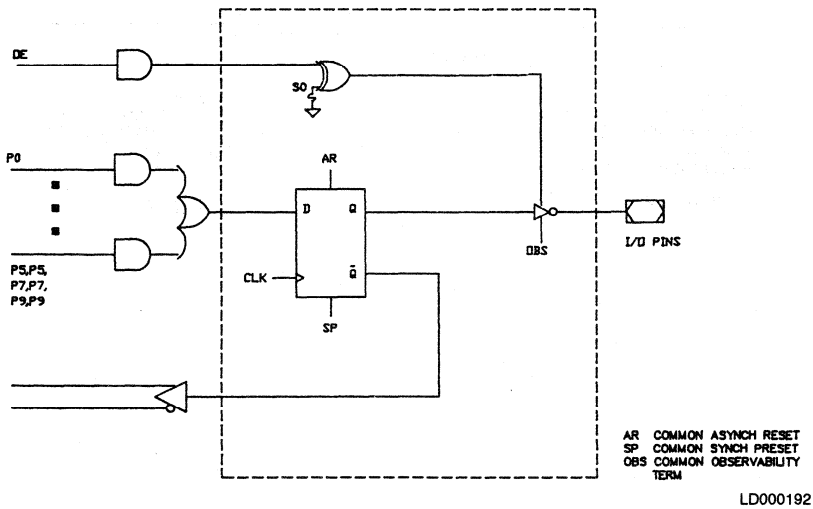 OE
S0
P0
AR
D
Q
I/O PINS
OBS
P5,P5,
P7,P7,
P9,P9
CLK
Q̅
SP
AR COMMON ASYNCH RESET
SP COMMON SYNCH PRESET
OBS COMMON OBSERVABILITY
TERM
LD000192